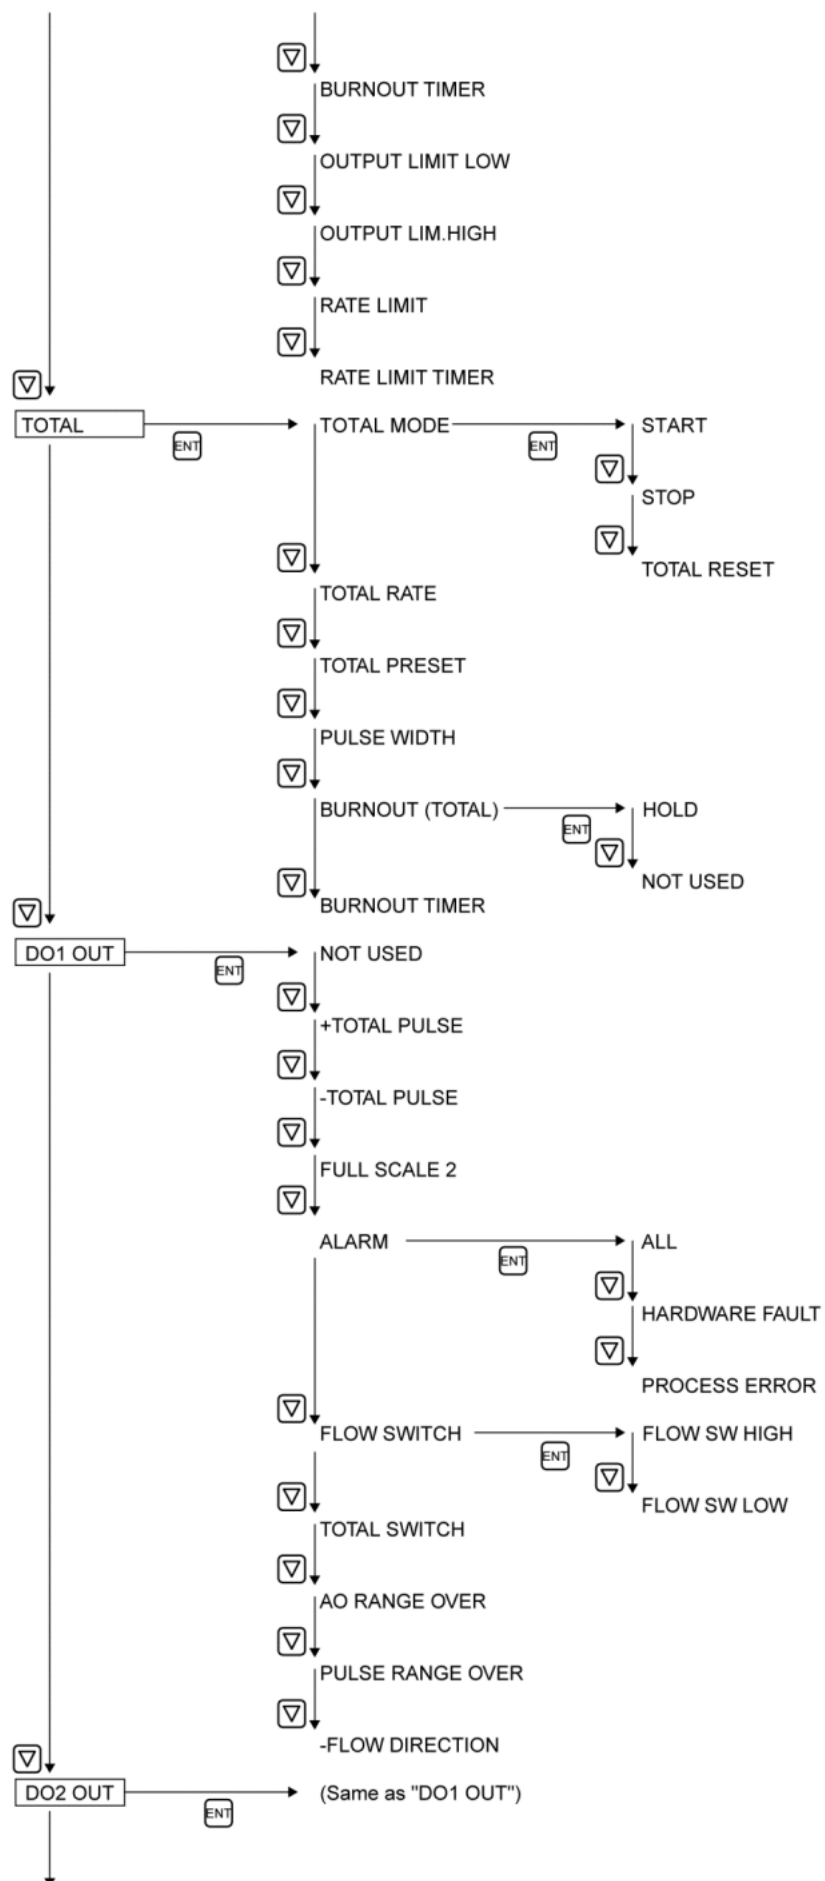 BURNOUT TIMER
OUTPUT LIMIT LOW
OUTPUT LIM.HIGH
RATE LIMIT
RATE LIMIT TIMER
TOTAL
ENT
TOTAL MODE
ENT
START
STOP
TOTAL RESET
TOTAL RATE
TOTAL PRESET
PULSE WIDTH
BURNOUT (TOTAL)
ENT
HOLD
NOT USED
BURNOUT TIMER
DO1 OUT
ENT
NOT USED
+TOTAL PULSE
-TOTAL PULSE
FULL SCALE 2
ALARM
ENT
ALL
HARDWARE FAULT
PROCESS ERROR
FLOW SWITCH
ENT
FLOW SW HIGH
FLOW SW LOW
TOTAL SWITCH
AO RANGE OVER
PULSE RANGE OVER
-FLOW DIRECTION
DO2 OUT
ENT
(Same as "DO1 OUT")